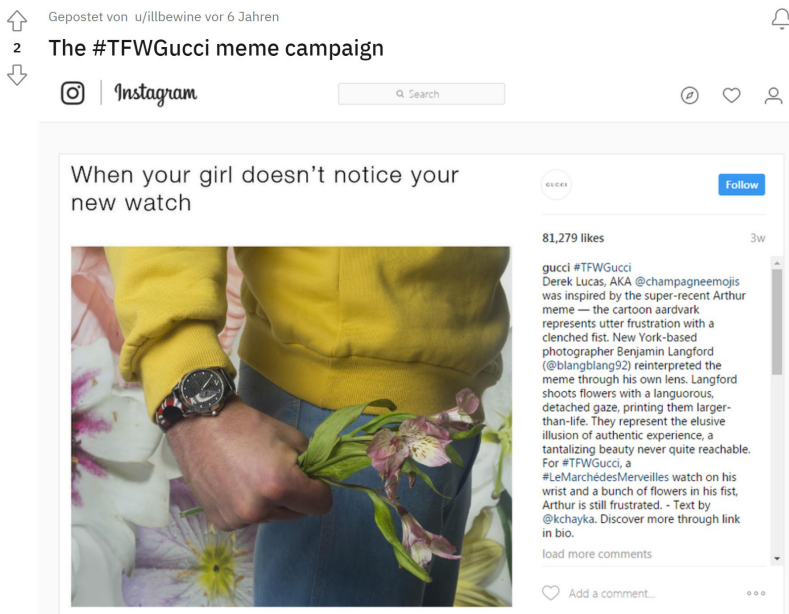 Gepostet von u/illbewine vor 6 Jahren
2
The #TFWGucci meme campaign
Instagram
Search
When your girl doesn't notice your
new watch
GUCCI
Follow
81,279 likes
3w
gucci #TFWGucci
Derek Lucas, AKA @champagneemojis
was inspired by the super-recent Arthur
meme — the cartoon aardvark
represents utter frustration with a
clenched fist. New York-based
photographer Benjamin Langford
(@blangblang92) reinterpreted the
meme through his own lens. Langford
shoots flowers with a languorous,
detached gaze, printing them larger-
than-life. They represent the elusive
illusion of authentic experience, a
tantalizing beauty never quite reachable.
For #TFWGucci, a
#LeMarchédesMerveilles watch on his
wrist and a bunch of flowers in his fist,
Arthur is still frustrated. - Text by
@kchayka. Discover more through link
in bio.
load more comments
Add a comment...